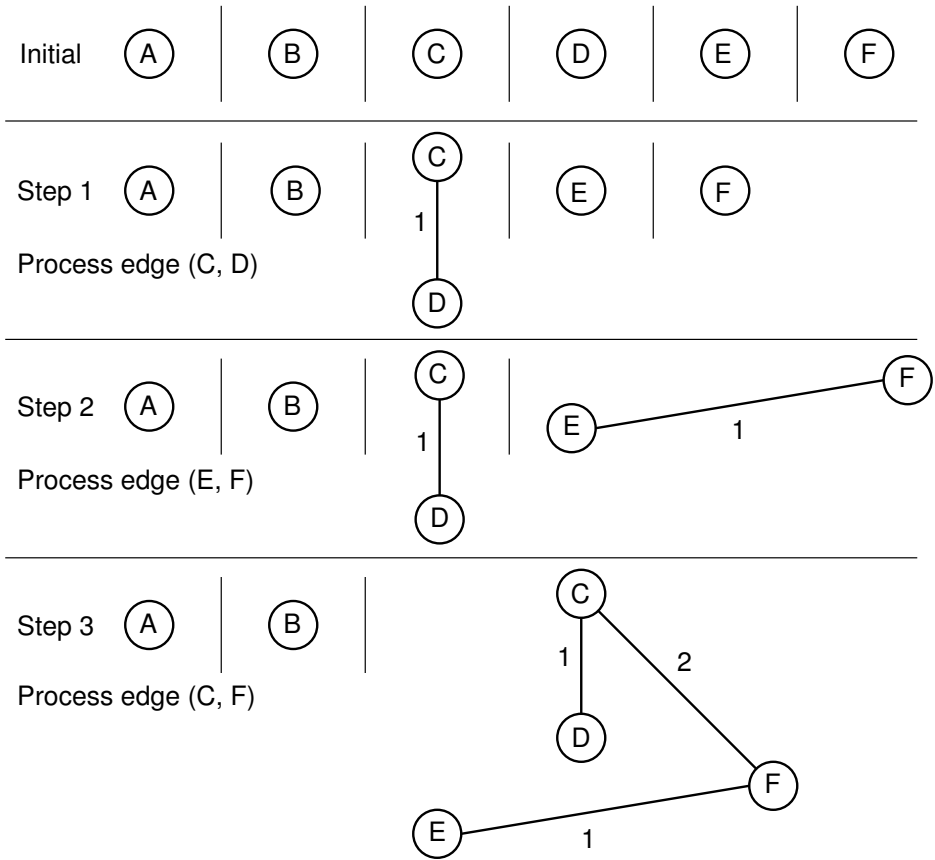 Initial A B C D E F
C
Step 1 A B E F
1
Process edge (C, D)
D
C F
Step 2 A B E
1 1
Process edge (E, F)
D
C
Step 3 A B
1 2
Process edge (C, F)
D
F
E
1